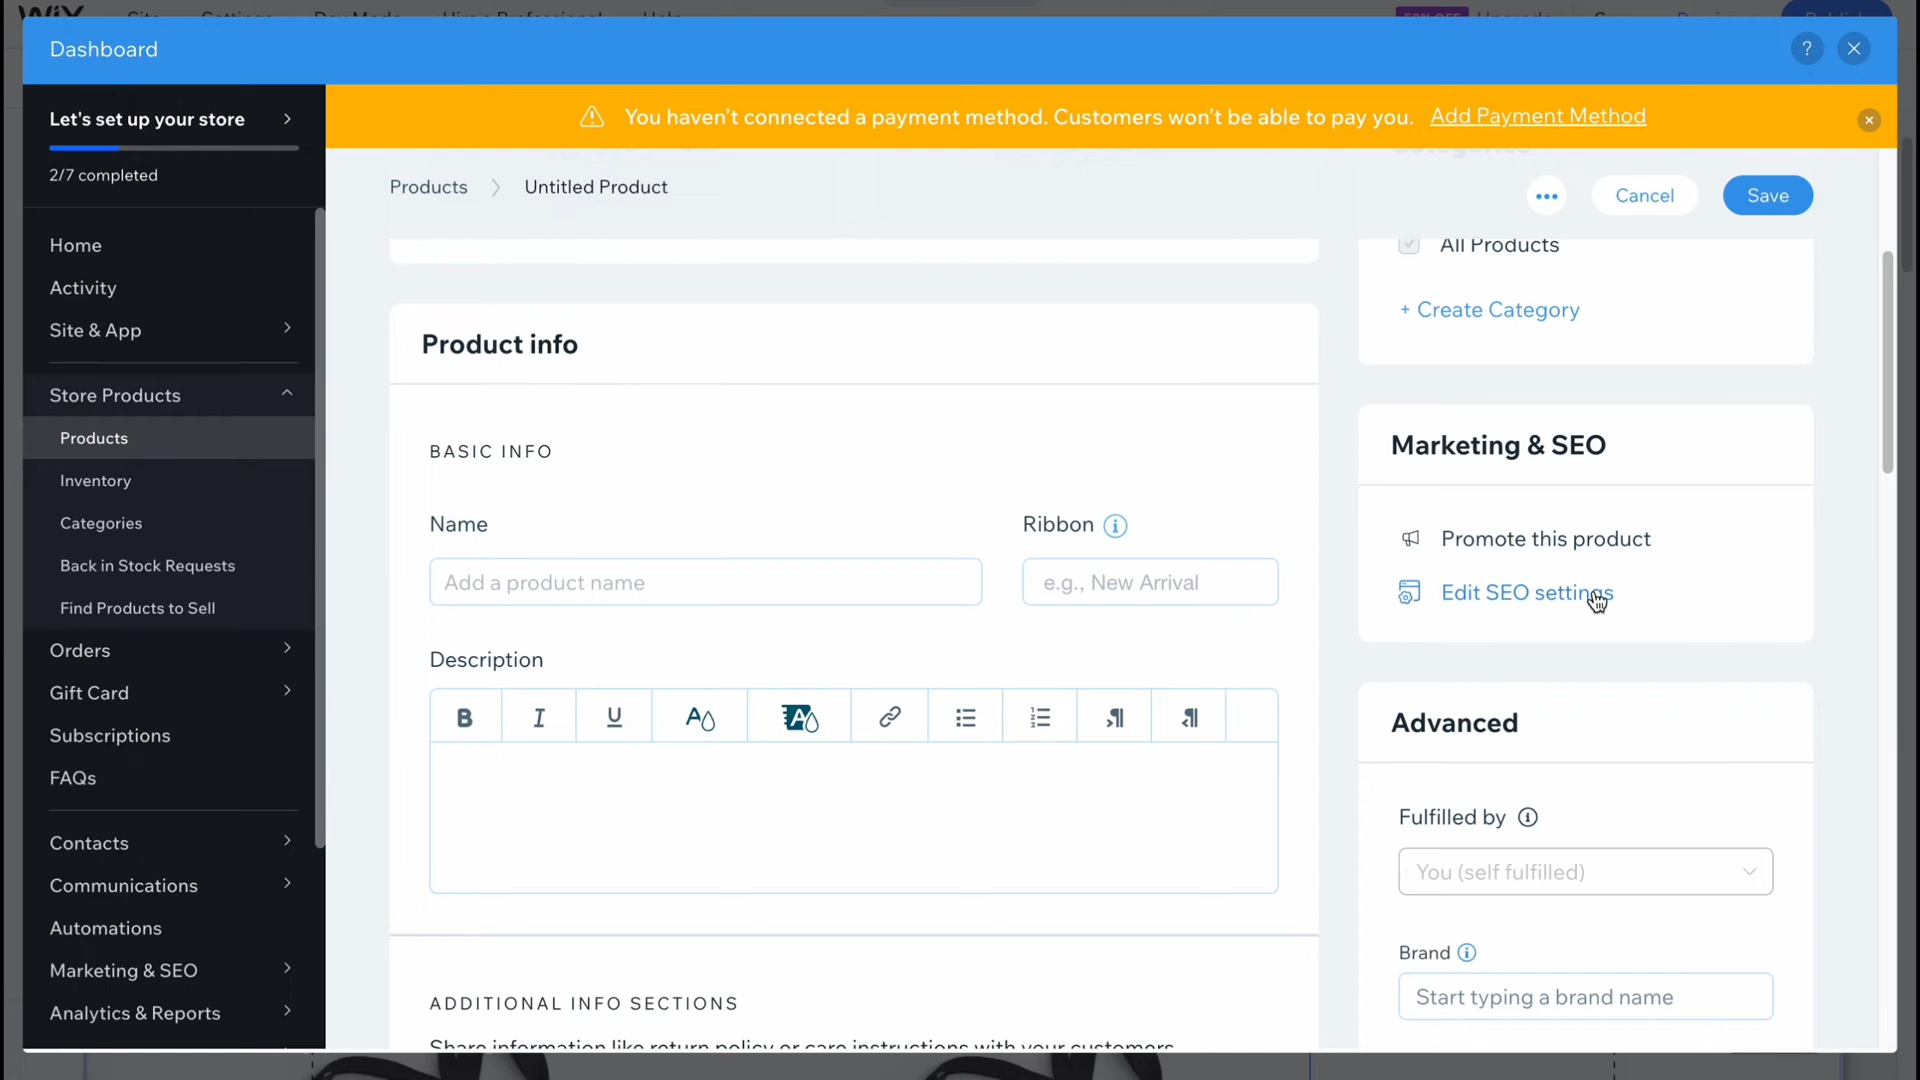 WiX Site Settings Dev Mode Hire a Professional Help 50% OFF Upgrade
Dashboard
?
Let's set up your store
2/7 completed
You haven't connected a payment method. Customers won't be able to pay you. Add Payment Method
Products > Untitled Product
Cancel
Save
Categories
Home
Activity
Site & App
Store Products
Products
Inventory
Categories
Back in Stock Requests
Find Products to Sell
Orders
Gift Card
Subscriptions
FAQs
Contacts
Communications
Automations
Marketing & SEO
Analytics & Reports
Product info
BASIC INFO
Name
Ribbon
Add a product name
e.g., New Arrival
Description
B I U A A
ADDITIONAL INFO SECTIONS
Share information like return policy or care instructions with your customers
All Products
+ Create Category
Marketing & SEO
Promote this product
Edit SEO settings
Advanced
Fulfilled by
You (self fulfilled)
Brand
Start typing a brand name